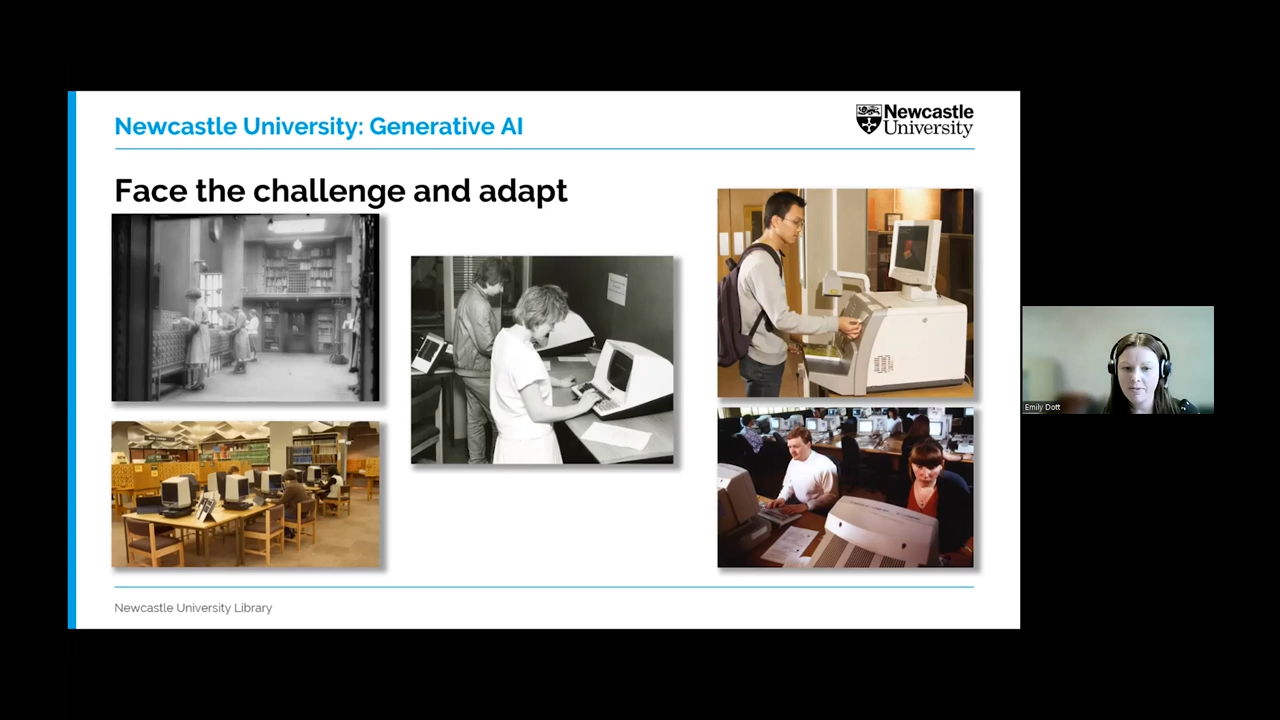 Newcastle University: Generative AI
Newcastle
University
Face the challenge and adapt
Emily Dott
Newcastle University Library